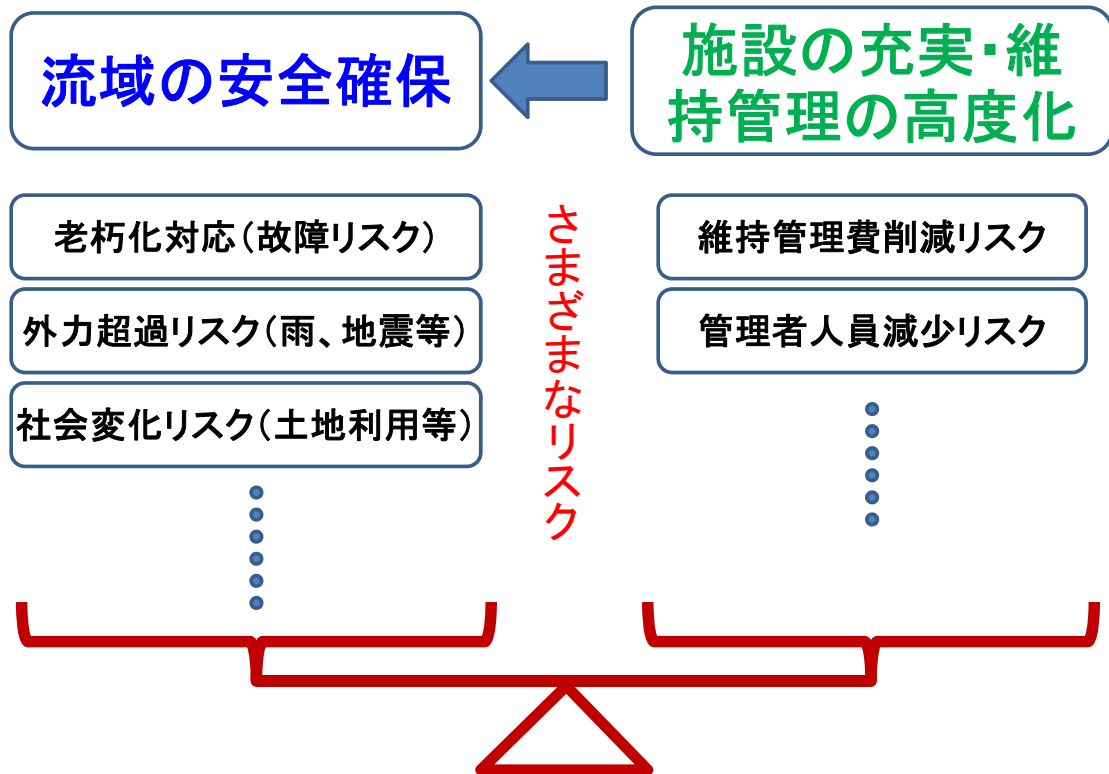 流域の安全確保
施設の充実・維
持管理の高度化
老朽化対応(故障リスク)
外力超過リスク(雨、地震等)
社会変化リスク(土地利用等)
さまざまなリスク
維持管理費削減リスク
管理者人員減少リスク